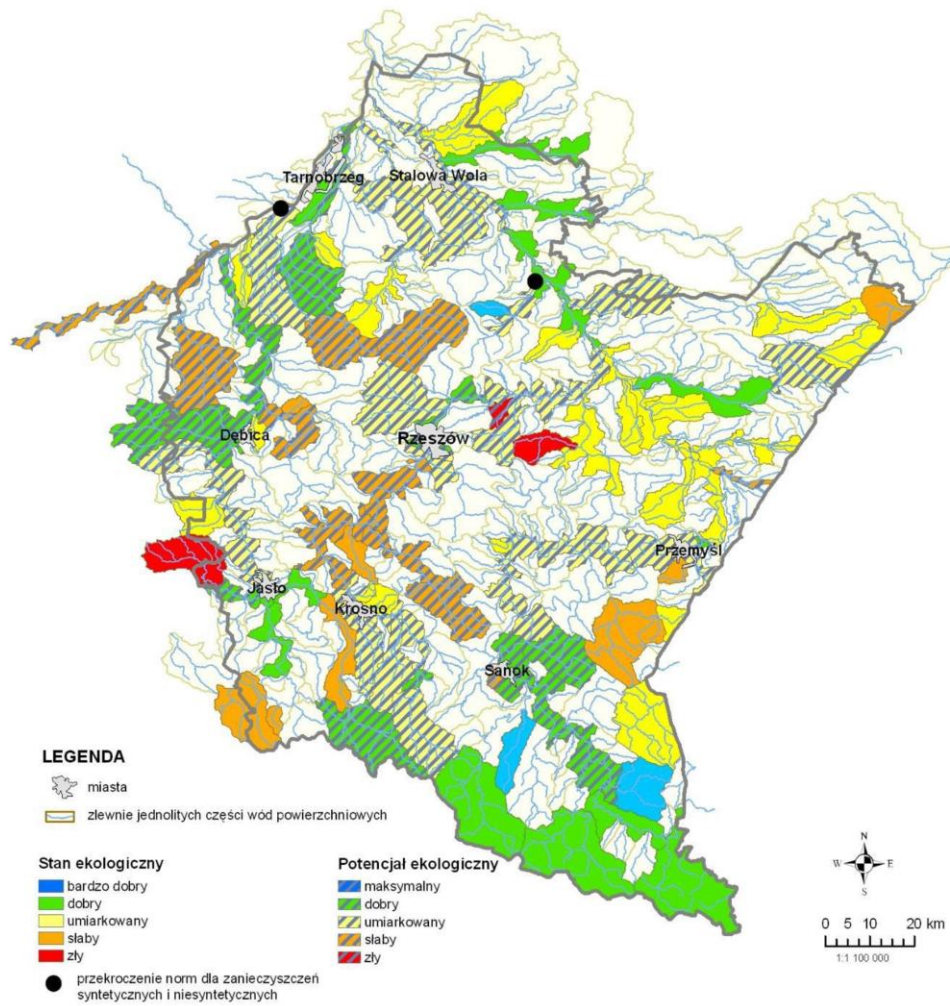 Tarnobrzeg
Stalowa Wola
Dębica
Rzeszów
Przemyśl
Jasło
Krosno
Sanok
LEGENDA
miasta
zlewnie jednolitych części wód powierzchniowych
Stan ekologiczny
bardzo dobry
dobry
umiarkowany
słaby
zły
przekroczenie norm dla zanieczyszczeń
syntetycznych i niesyntetycznych
Potencjał ekologiczny
maksymalny
dobry
umiarkowany
słaby
zły
N
W E
S
0 5 10 20 km
1:1 100 000